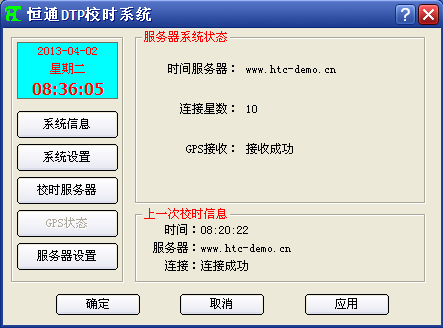 恒通DTP校时系统
2013-04-02
星期二
08:36:05
系统信息
系统设置
校时服务器
GPS状态
服务器设置
服务器系统状态
时间服务器： www.htc-demo.cn
连接星数： 10
GPS接收： 接收成功
上一次校时信息
时间：08:20:22
服务器：www.htc-demo.cn
连接：连接成功
确定 取消 应用